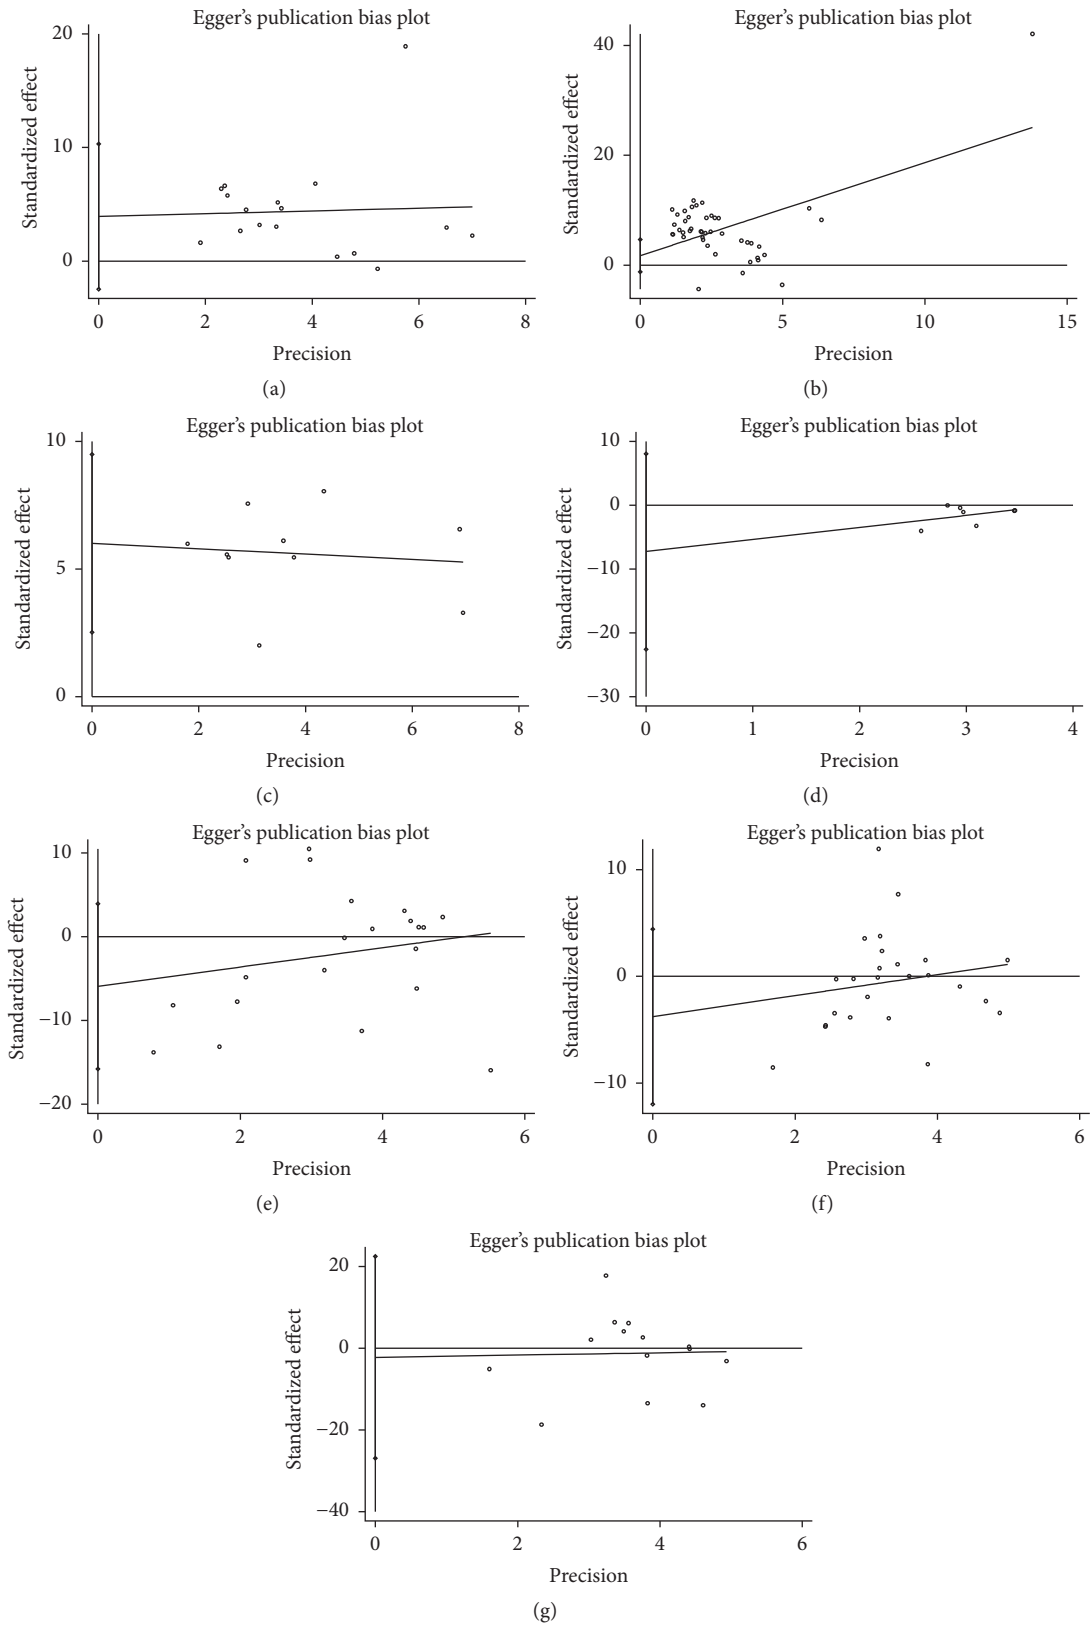 Egger's publication bias plot
20
10
0
Standardized effect
0 2 4 6 8
Precision
(a)
Egger's publication bias plot
40
20
0
Standardized effect
0 5 10 15
Precision
(b)
Egger's publication bias plot
10
5
0
Standardized effect
0 2 4 6 8
Precision
(c)
Egger's publication bias plot
10
0
−10
−20
−30
Standardized effect
0 1 2 3 4
Precision
(d)
Egger's publication bias plot
10
0
−10
−20
Standardized effect
0 2 4 6
Precision
(e)
Egger's publication bias plot
10
0
−10
Standardized effect
0 2 4 6
Precision
(f)
Egger's publication bias plot
20
0
−20
−40
Standardized effect
0 2 4 6
Precision
(g)